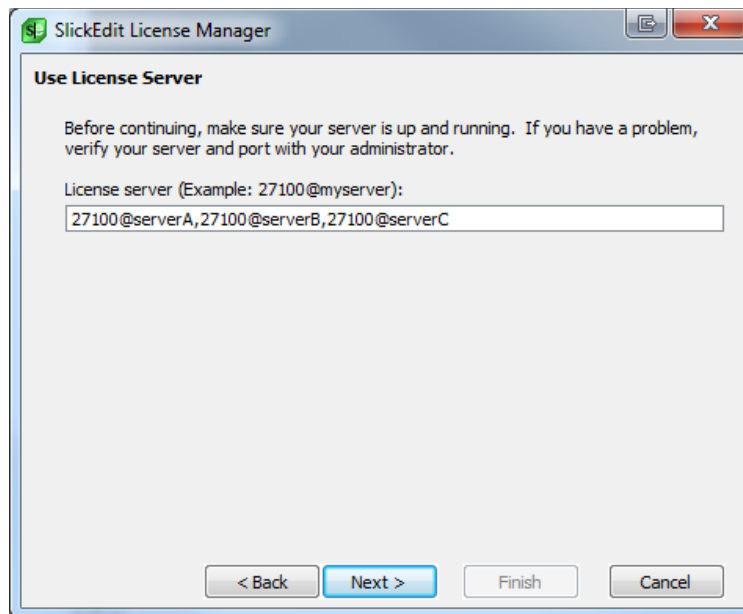 SlickEdit License Manager
Use License Server
Before continuing, make sure your server is up and running. If you have a problem,
verify your server and port with your administrator.
License server (Example: 27100@myserver):
27100@serverA,27100@serverB,27100@serverC
< Back Next > Finish Cancel